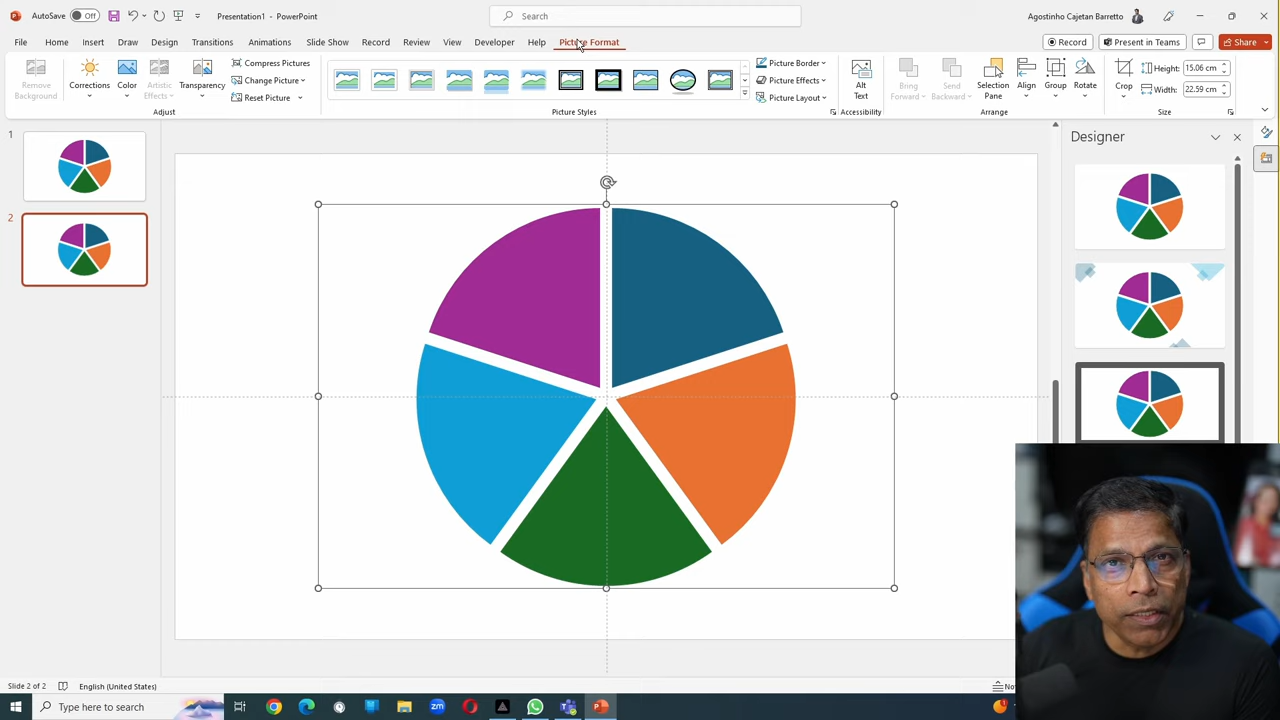 AutoSave Off Presentation1 - PowerPoint Search Agostinho Cajetan Barretto
File Home Insert Draw Design Transitions Animations Slide Show Record Review View Developer Help Picture Format Record Present in Teams Share
Remove Background
Corrections
Color
Artistic Effects
Transparency
Compress Pictures
Change Picture
Reset Picture
Adjust
Picture Styles
Picture Border
Picture Effects
Picture Layout
Alt Text
Accessibility
Bring Forward
Send Backward
Selection Pane
Align
Group
Rotate
Arrange
Crop
Height: 15.06 cm
Width: 22.59 cm
Size
1
2
Designer
Slide 2 of 2 English (United States)
Type here to search
zm